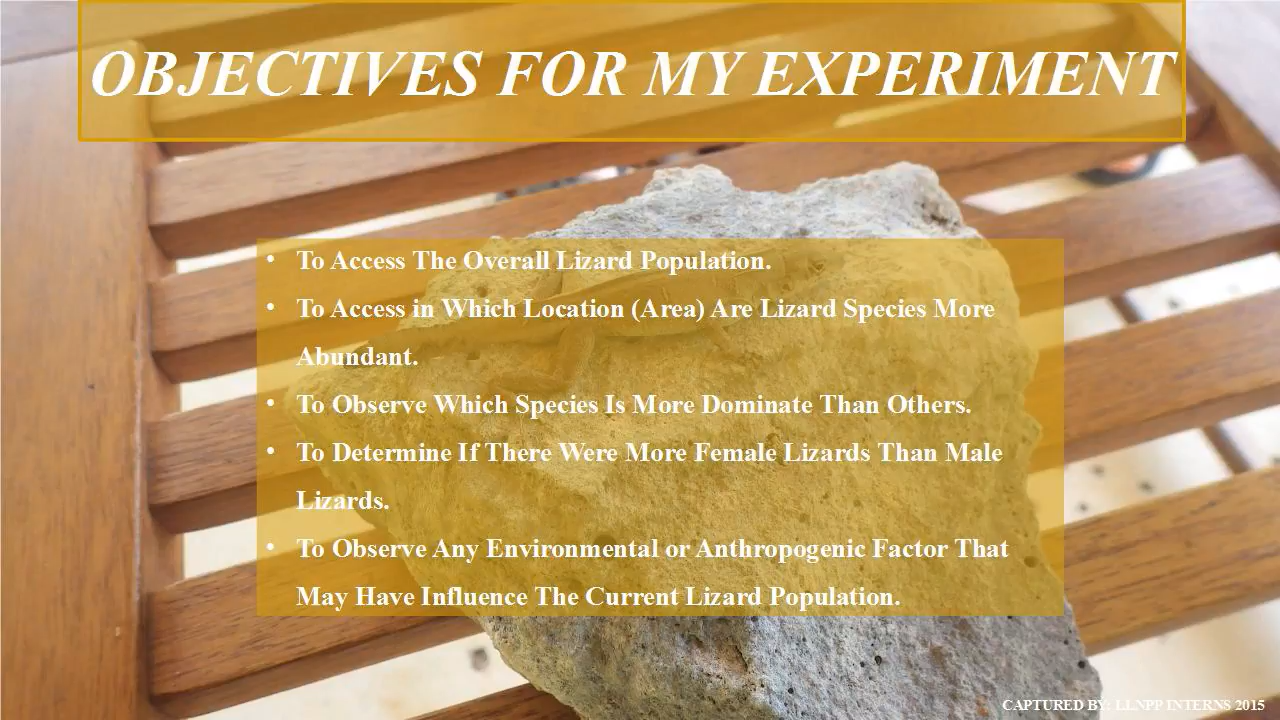 OBJECTIVES FOR MY EXPERIMENT
• To Access The Overall Lizard Population.
• To Access in Which Location (Area) Are Lizard Species More
Abundant.
• To Observe Which Species Is More Dominate Than Others.
• To Determine If There Were More Female Lizards Than Male
Lizards.
• To Observe Any Environmental or Anthropogenic Factor That
May Have Influence The Current Lizard Population.
CAPTURED BY: LLNPP INTERNS 2015